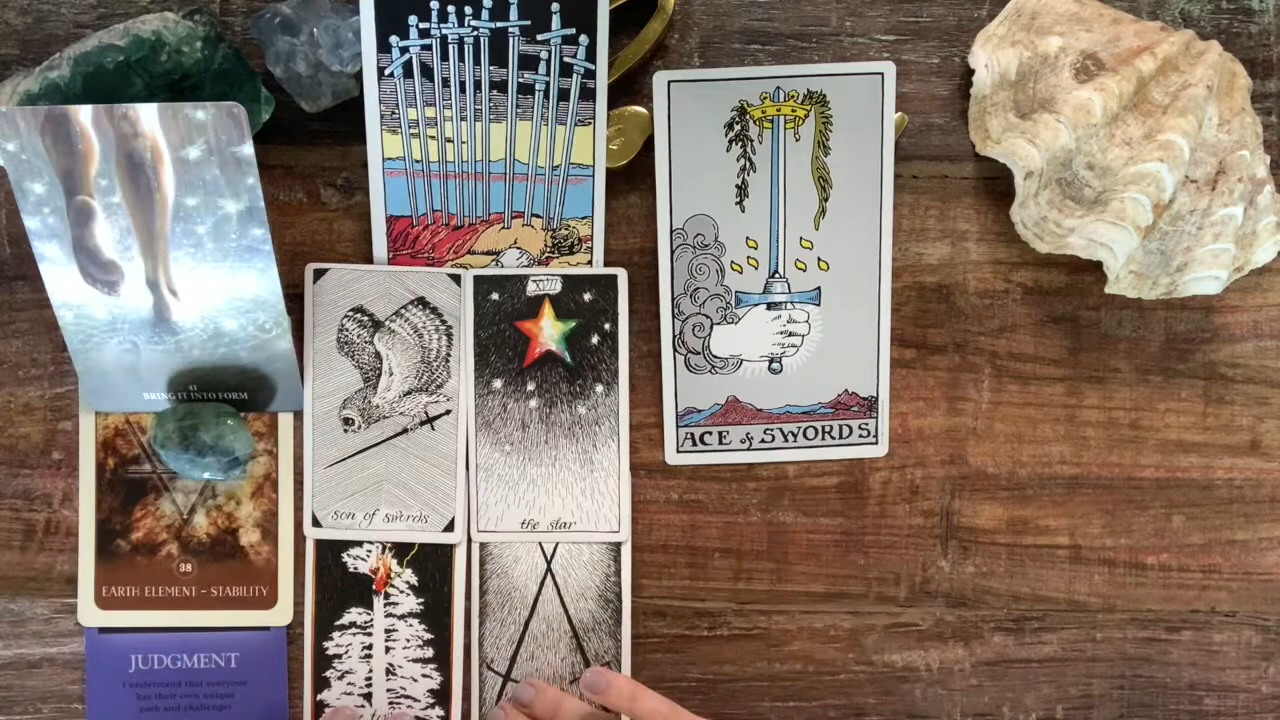 41
BRING IT INTO FORM
38
EARTH ELEMENT – STABILITY
JUDGMENT
I understand that everyone
has their own unique
path and challenges
son of swords
XVII
the star
ACE of SWORDS.